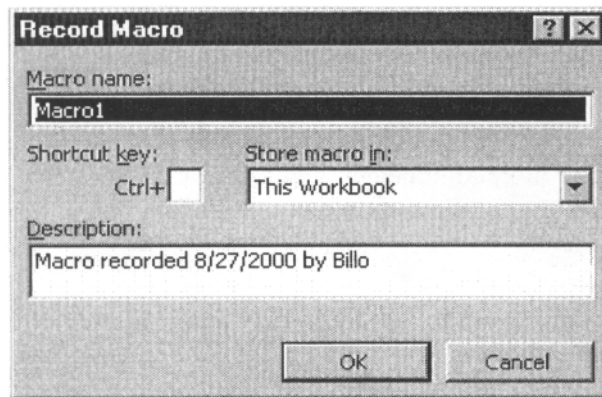 Record Macro
Macro name:
Macro1
Shortcut key:
Store macro in:
Ctrl+
This Workbook
Description:
Macro recorded 8/27/2000 by Billo
OK
Cancel